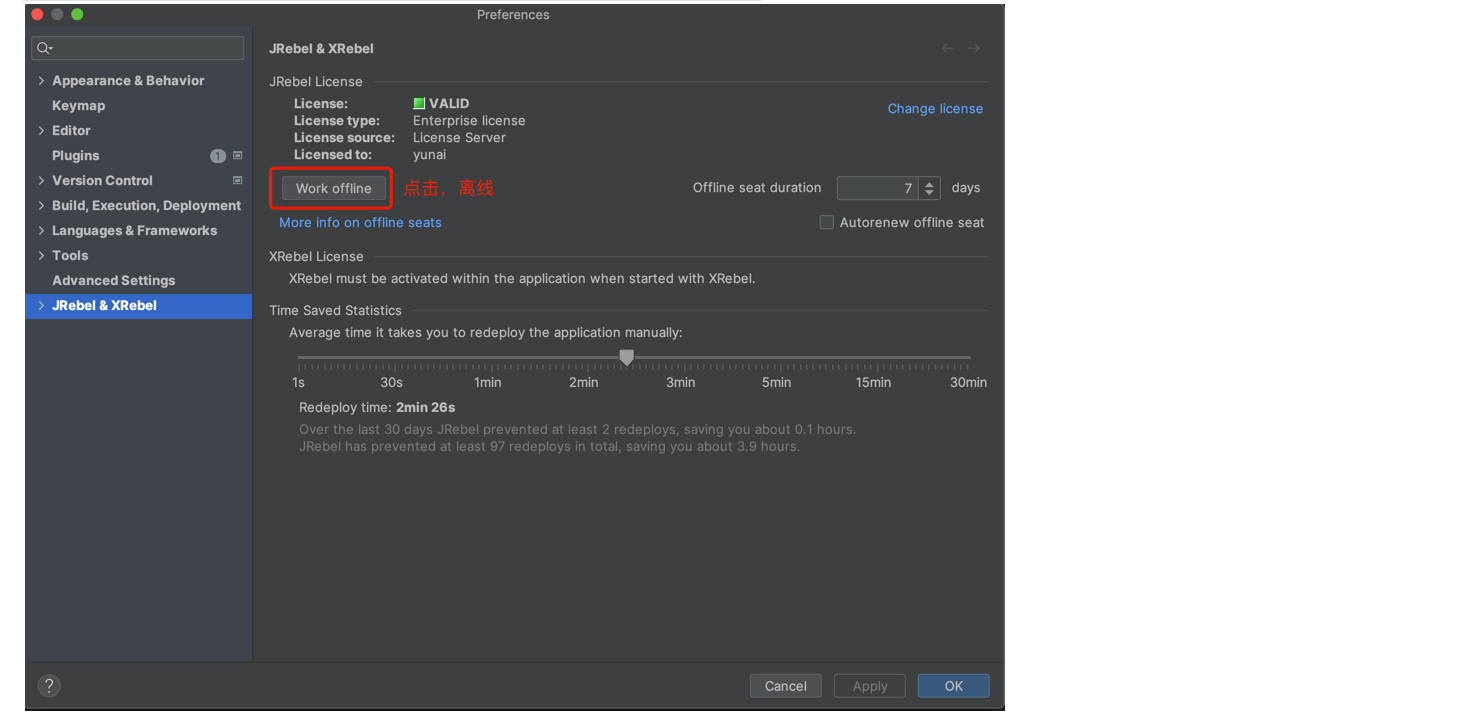 Preferences
Appearance & Behavior
Keymap
Editor
Plugins 1
Version Control
Build, Execution, Deployment
Languages & Frameworks
Tools
Advanced Settings
JRebel & XRebel
JRebel & XRebel
JRebel License
License: VALID
License type: Enterprise license
License source: License Server
Licensed to: yunai
Change license
Work offline 点击，离线 Offline seat duration 7 days
More info on offline seats Autorenew offline seat
XRebel License
XRebel must be activated within the application when started with XRebel.
Time Saved Statistics
Average time it takes you to redeploy the application manually:
1s 30s 1min 2min 3min 5min 15min 30min
Redeploy time: 2min 26s
Over the last 30 days JRebel prevented at least 2 redeploys, saving you about 0.1 hours.
JRebel has prevented at least 97 redeploys in total, saving you about 3.9 hours.
? Cancel Apply OK